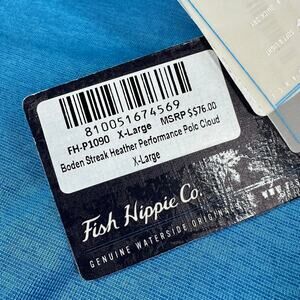 810051674569
FH-P1090 X-Large MSRP $$76.00
Boden Streak Heather Performance Polo Cloud
X-Large
Fish Hippie Co.
GENUINE WATERSIDE ORIGINAL